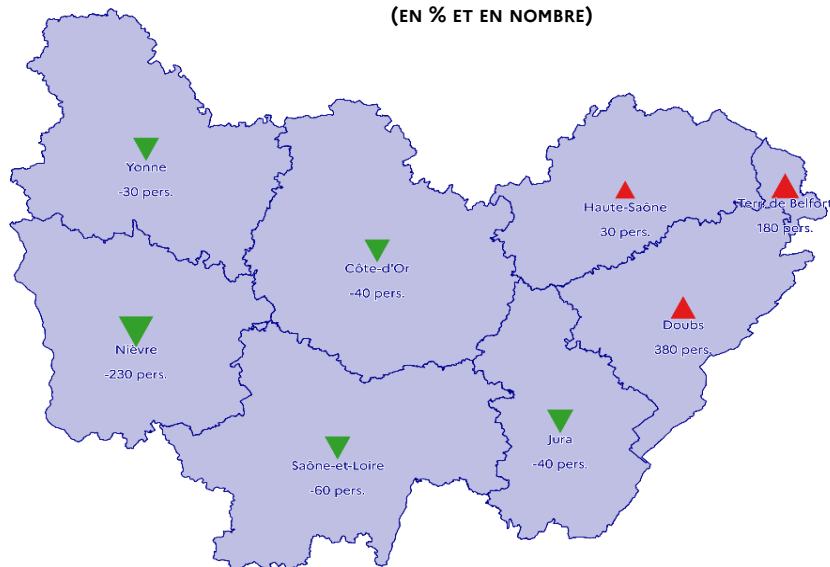 (EN % ET EN NOMBRE)
Yonne
-30 pers.
Haute-Saône
30 pers.
Terr. de Belfort
180 pers.
Côte-d'Or
-40 pers.
Doubs
380 pers.
Nièvre
-230 pers.
Jura
-40 pers.
Saône-et-Loire
-60 pers.